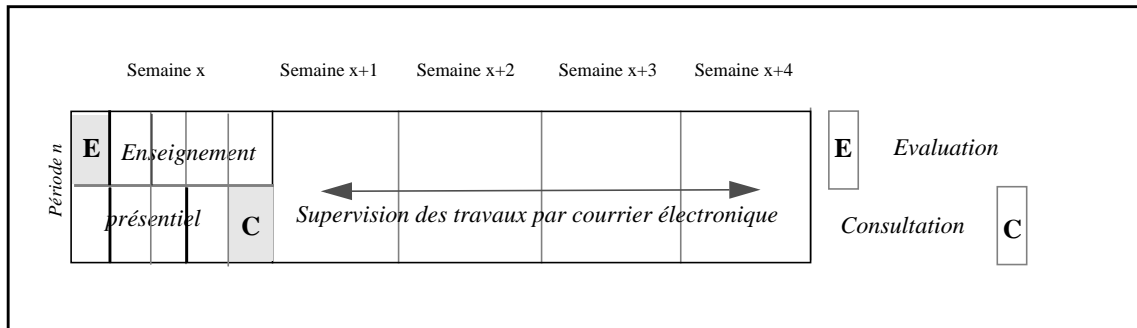 Semaine x Semaine x+1 Semaine x+2 Semaine x+3 Semaine x+4
Période n
E Enseignement
présentiel C
Supervision des travaux par courrier électronique
E Evaluation
Consultation C